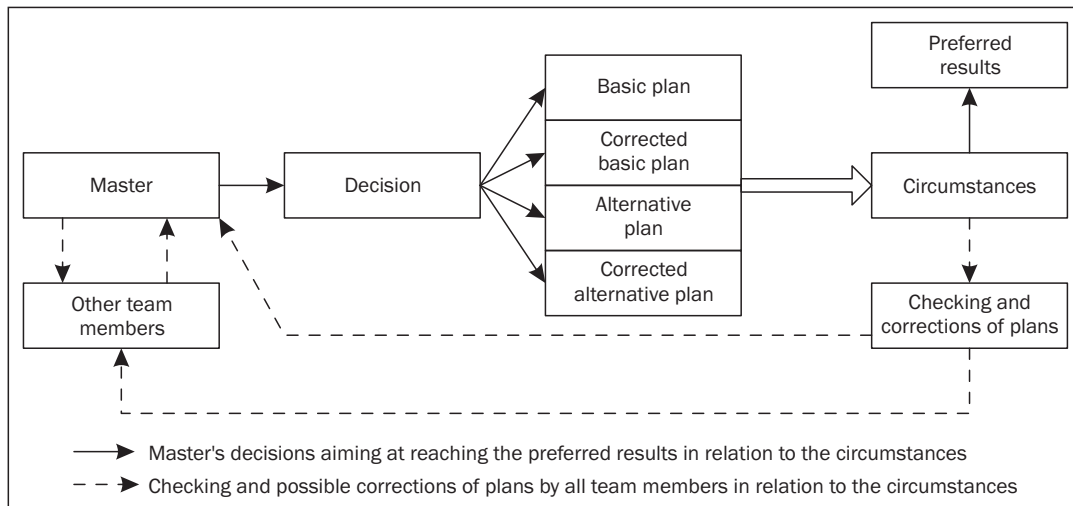 Preferred
results
Basic plan
Corrected
basic plan
Master
Decision
Circumstances
Alternative
plan
Corrected
alternative plan
Other team
members
Checking and
corrections of plans
Master's decisions aiming at reaching the preferred results in relation to the circumstances
Checking and possible corrections of plans by all team members in relation to the circumstances